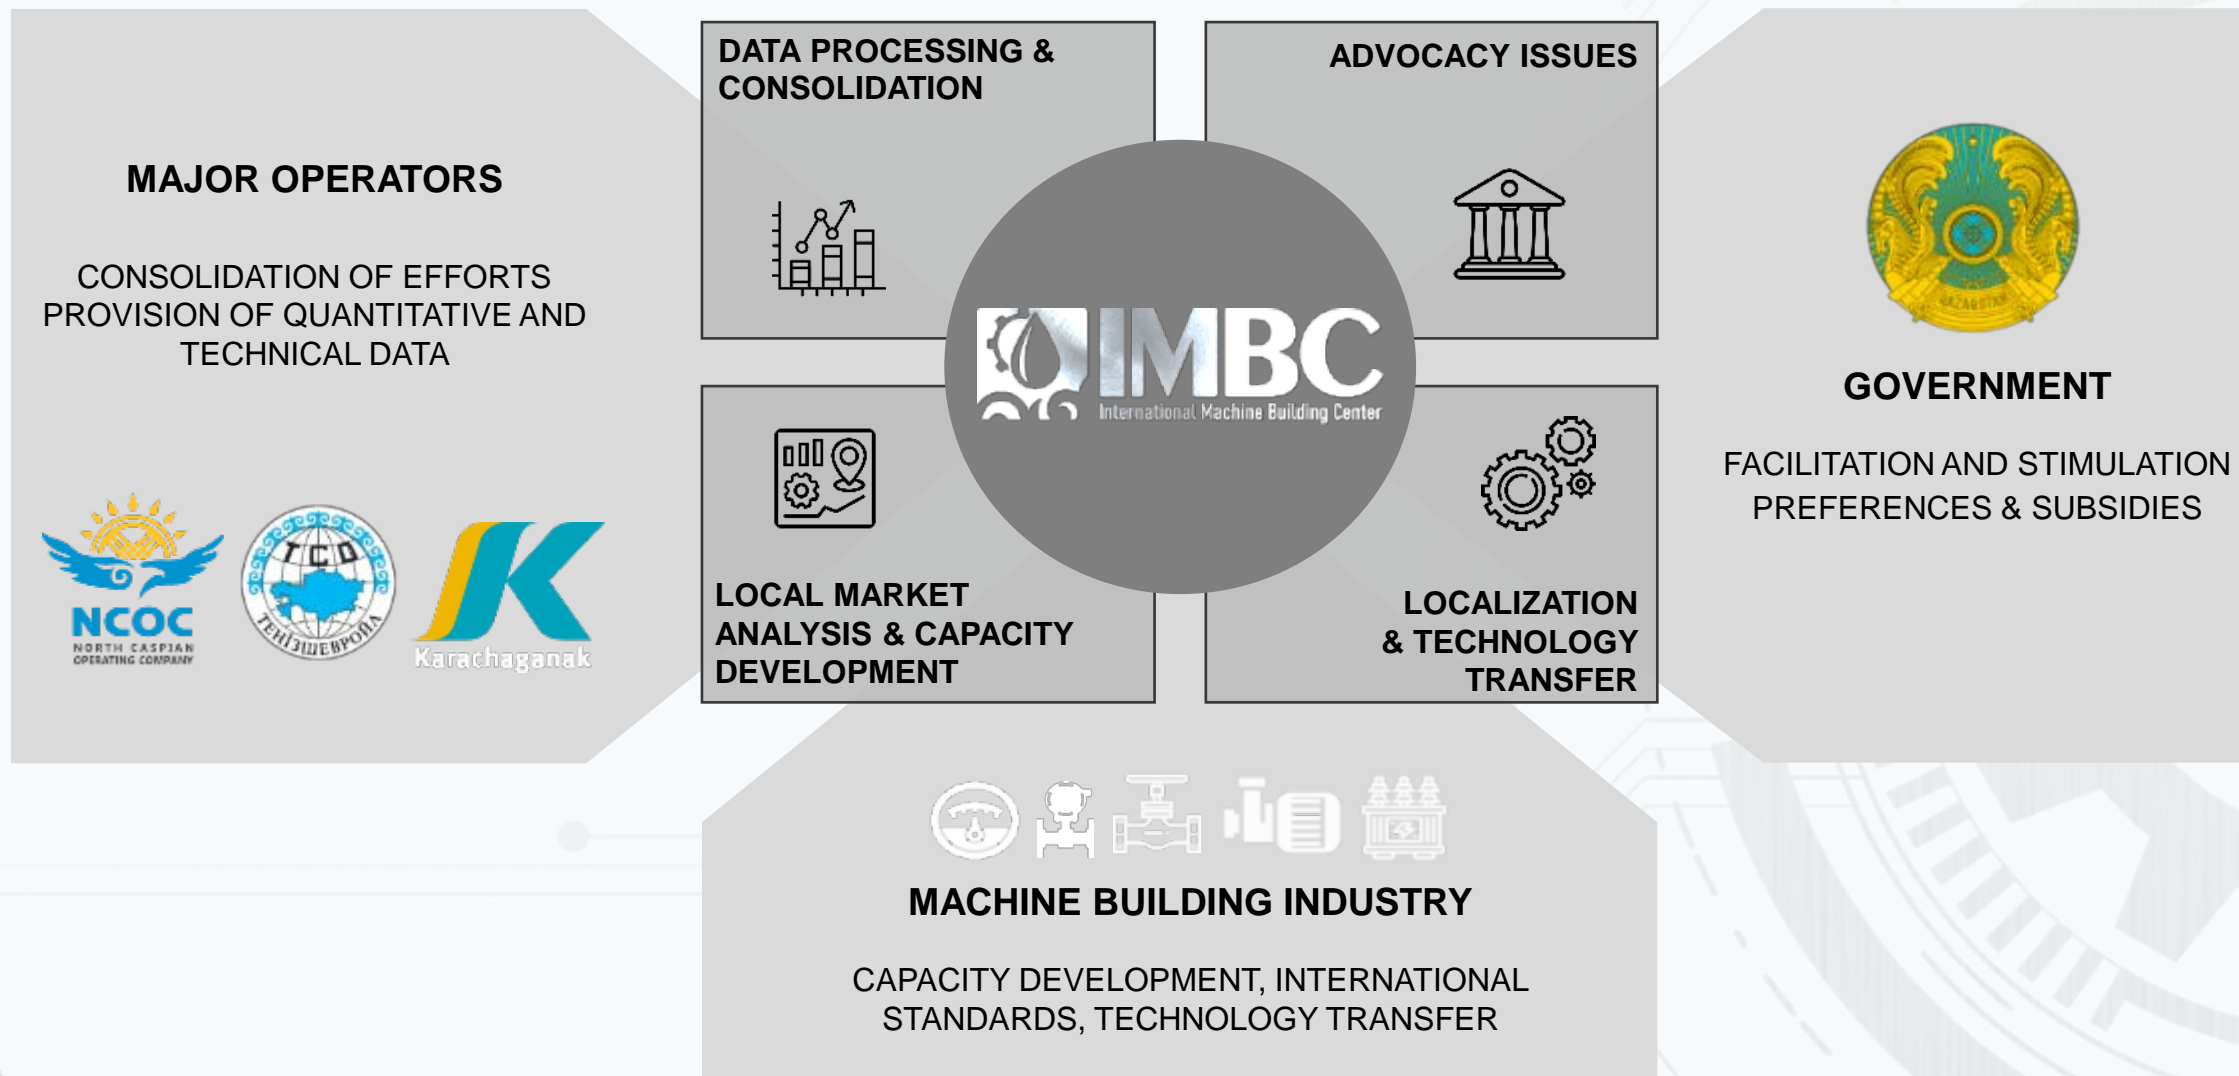 MAJOR OPERATORS
CONSOLIDATION OF EFFORTS
PROVISION OF QUANTITATIVE AND
TECHNICAL DATA
NCOC
NORTH CASPIAN
OPERATING COMPANY
TCO
ТЕНІЗШЕВРОЙЛ
Karachaganak
DATA PROCESSING &
CONSOLIDATION
ADVOCACY ISSUES
IMBC
International Machine Building Center
LOCAL MARKET
ANALYSIS & CAPACITY
DEVELOPMENT
LOCALIZATION
& TECHNOLOGY
TRANSFER
QAZAQSTAN
GOVERNMENT
FACILITATION AND STIMULATION
PREFERENCES & SUBSIDIES
MACHINE BUILDING INDUSTRY
CAPACITY DEVELOPMENT, INTERNATIONAL
STANDARDS, TECHNOLOGY TRANSFER